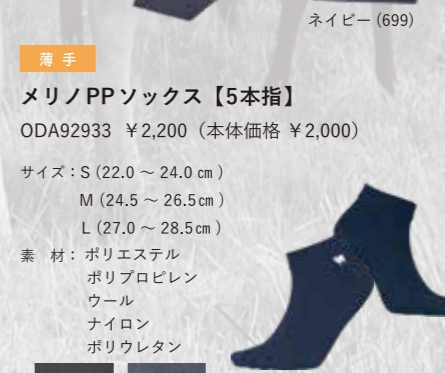 ネイビー (699)
薄 手
メリノPPソックス【5本指】
ODA92933 ￥2,200（本体価格 ￥2,000）
サイズ：S (22.0 ～ 24.0 ㎝ )
M (24.5 ～ 26.5㎝ )
L (27.0 ～ 28.5㎝ )
素 材： ポリエステル
ポリプロピレン
ウール
ナイロン
ポリウレタン